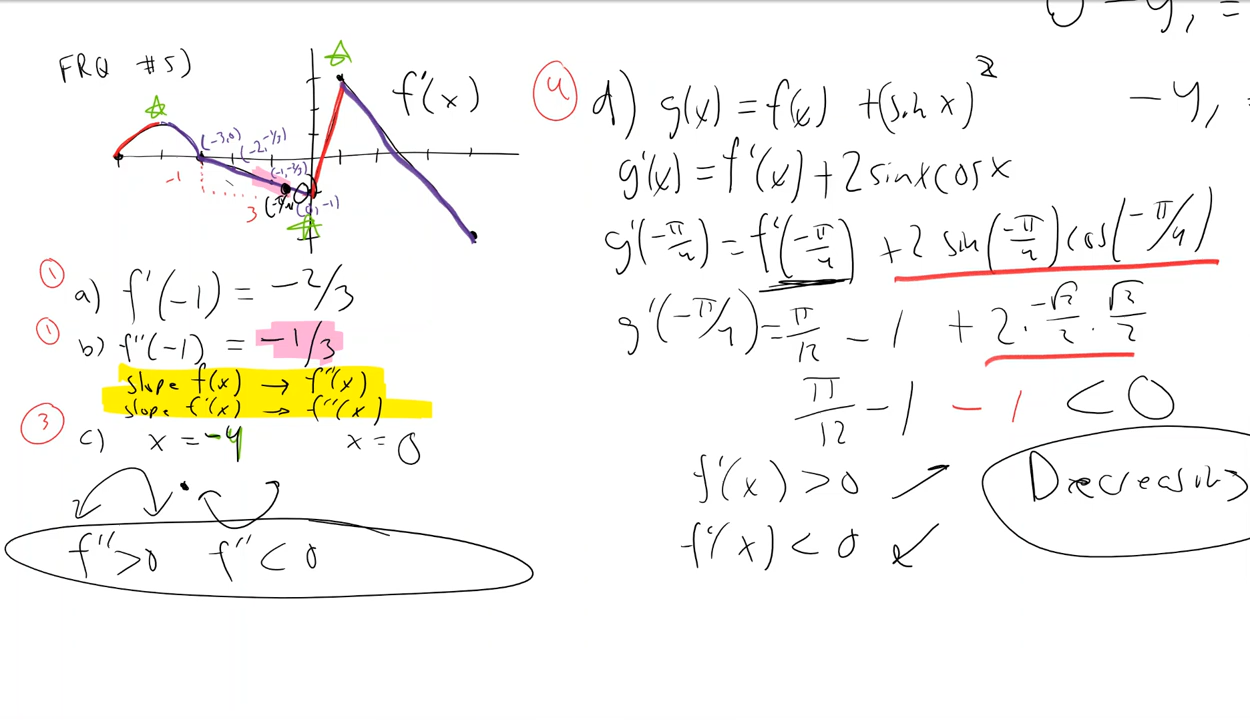 FRQ #5)
f'(x)
(-3,0)
(-2,-1/3)
(-1,-2/3)
(0,-1)
-1
3
① 
a) f'(-1) = -2/3
①
b) f''(-1) = -1/3
slope f(x) → f''(x)
slope f'(x) → f''(x)
③
c) x = -4 x = 0
f''>0 f''<0
④ d) g(x) = f(x) + (sin x)²
g'(x) = f'(x) + 2 sin x cos x
g'(-π/4) = f'(-π/4) + 2 sin(-π/4) cos(-π/4)
g'(-π/4) = π/12 - 1 + 2 · -√2/2 · √2/2
π/12 - 1 - 1 < 0
f'(x) > 0
f'(x) < 0
Decreasing
- y,